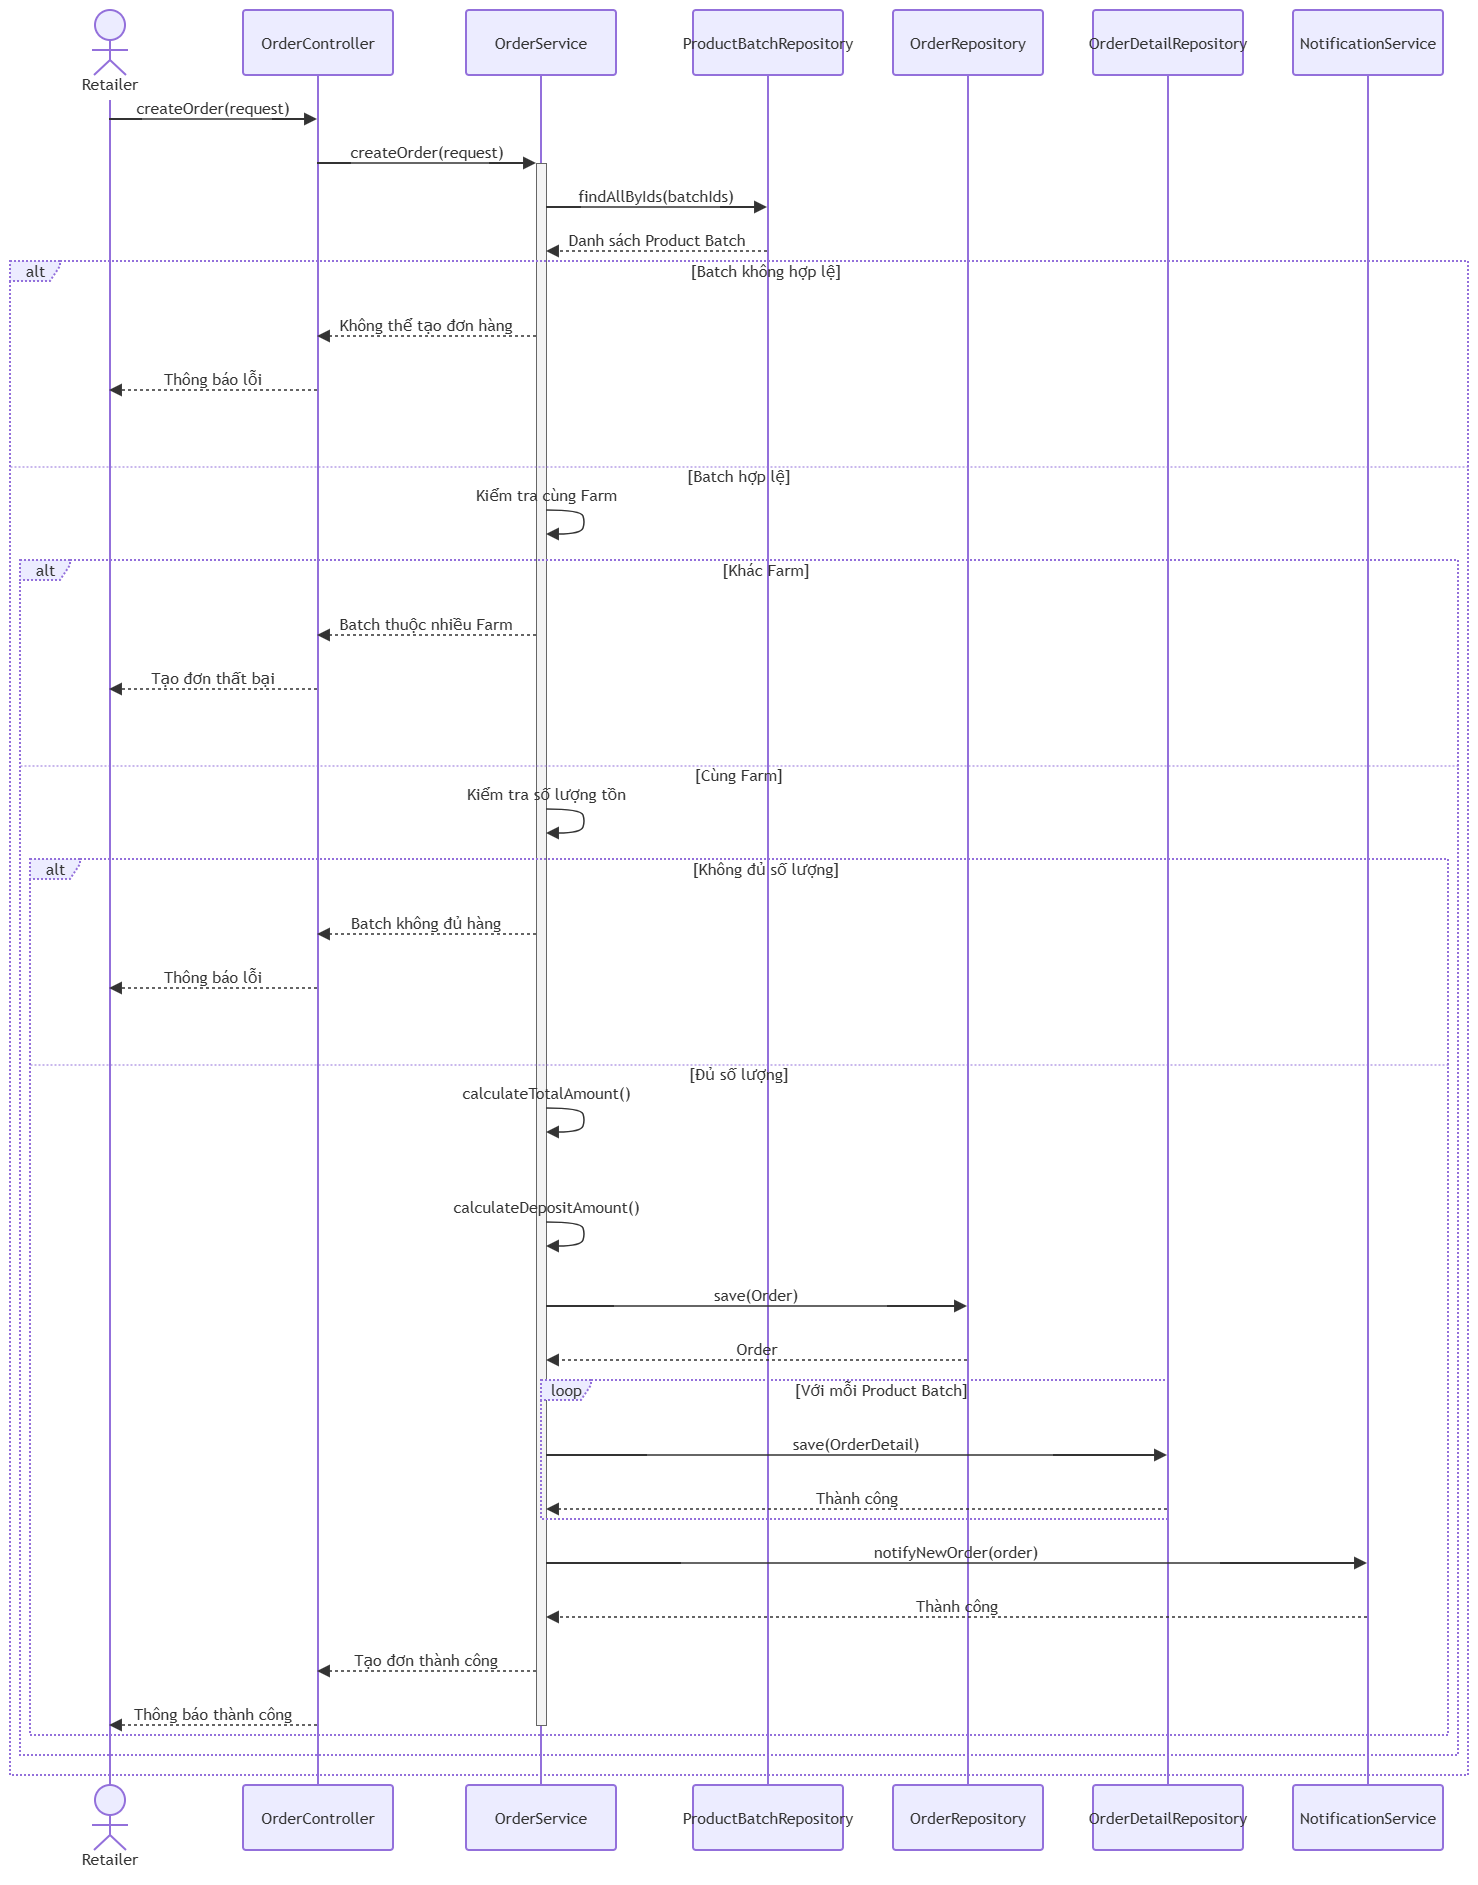 Retailer
OrderController
OrderService
ProductBatchRepository
OrderRepository
OrderDetailRepository
NotificationService
createOrder(request)
createOrder(request)
findAllByIds(batchIds)
Danh sách Product Batch
alt
[Batch không hợp lệ]
Không thể tạo đơn hàng
Thông báo lỗi
[Batch hợp lệ]
Kiểm tra cùng Farm
alt
[Khác Farm]
Batch thuộc nhiều Farm
Tạo đơn thất bại
[Cùng Farm]
Kiểm tra số lượng tồn
alt
[Không đủ số lượng]
Batch không đủ hàng
Thông báo lỗi
[Đủ số lượng]
calculateTotalAmount()
calculateDepositAmount()
save(Order)
Order
loop
[Với mỗi Product Batch]
save(OrderDetail)
Thành công
notifyNewOrder(order)
Thành công
Tạo đơn thành công
Thông báo thành công
Retailer
OrderController
OrderService
ProductBatchRepository
OrderRepository
OrderDetailRepository
NotificationService